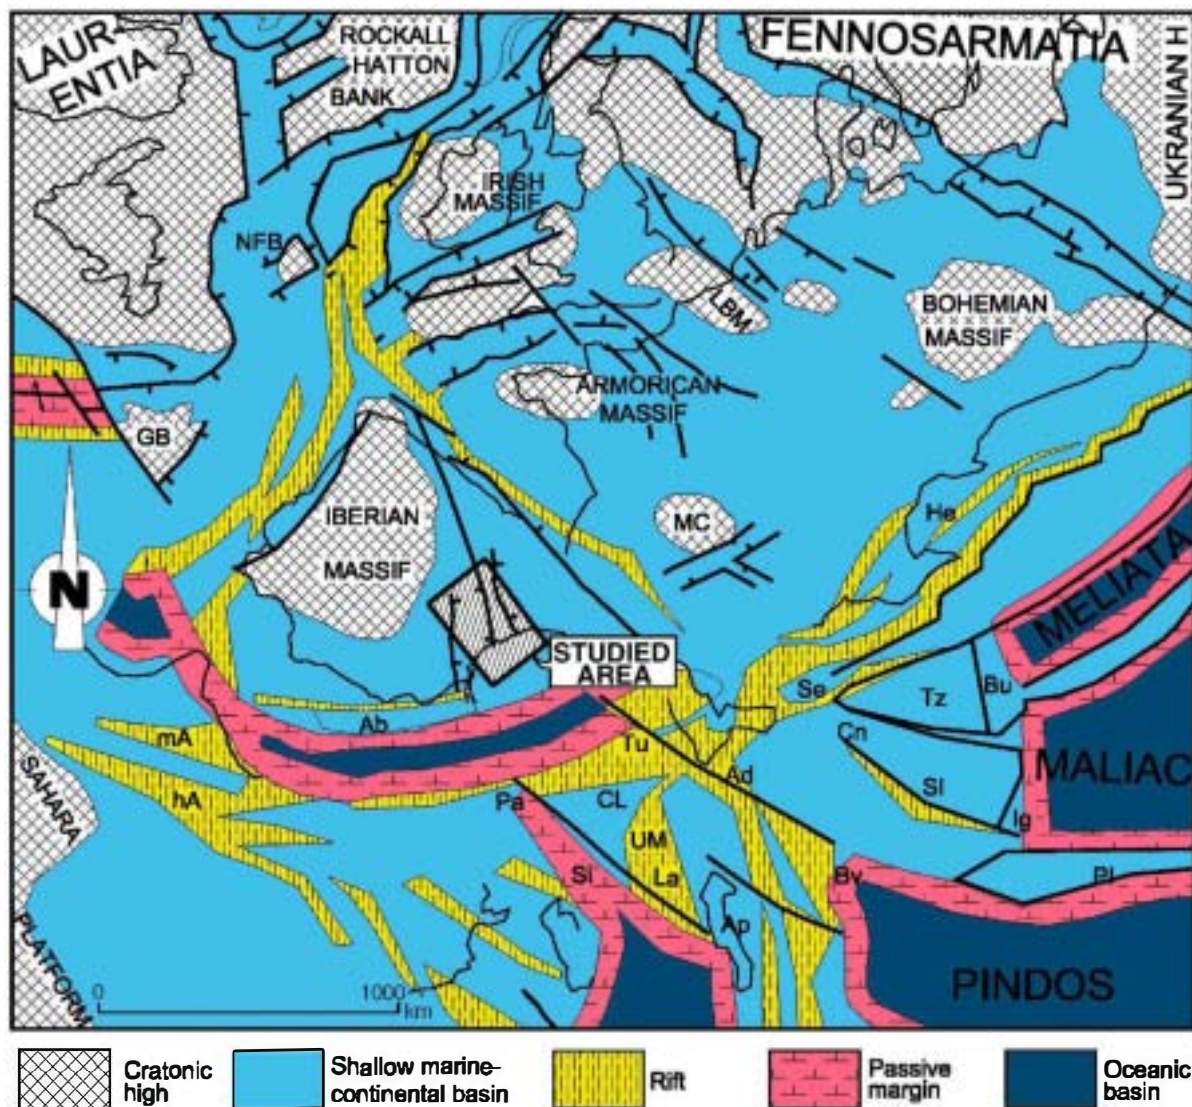 LAUR-
ENTIA
ROCKALL
HATTON
BANK
FENNOSARMATIA
UKRANIAN H
IRISH
MASSIF
NFB
LBM
BOHEMIAN
MASSIF
ARMORICAN
MASSIF
GB
IBERIAN
MASSIF
MC
He
N
MELIATA
STUDIED
AREA
Se
Tz
Bu
Ab
mA
Tu
Cn
MALIAC
SAHARA
hA
Pa
CL
Ad
Sl
Ig
UM
Si
La
Bv
Pl
Ap
PLATFORM
PINDOS
0
1000
km
Cratonic
high
Shallow marine-
continental basin
Rift
Passive
margin
Oceanic
basin